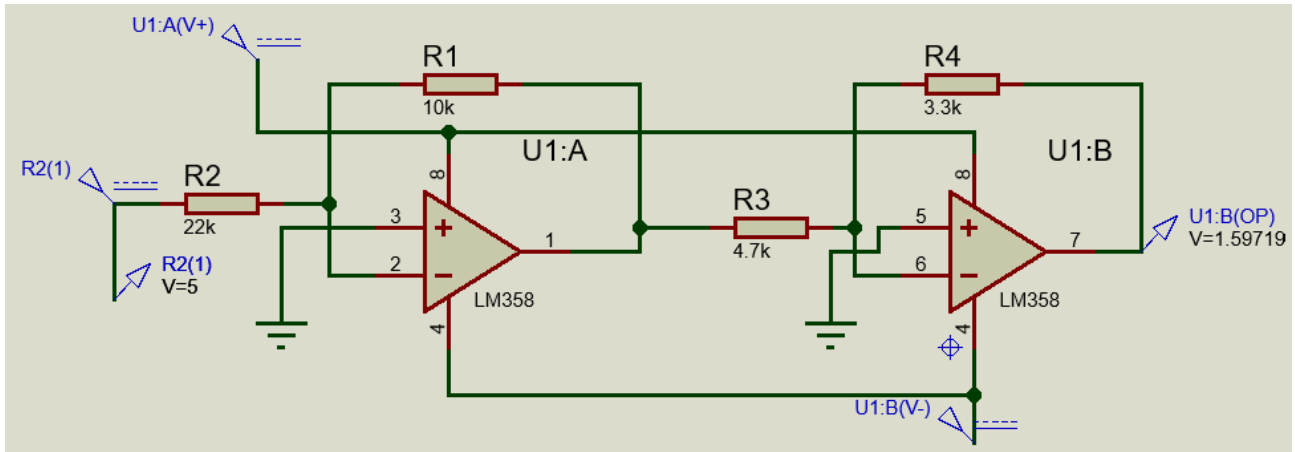 U1:A(V+)
R1
10k
R4
3.3k
U1:A
U1:B
R2(1)
R2
22k
8
3
2
1
4
LM358
R3
4.7k
8
5
6
7
4
LM358
U1:B(OP)
V=1.59719
R2(1)
V=5
U1:B(V-)